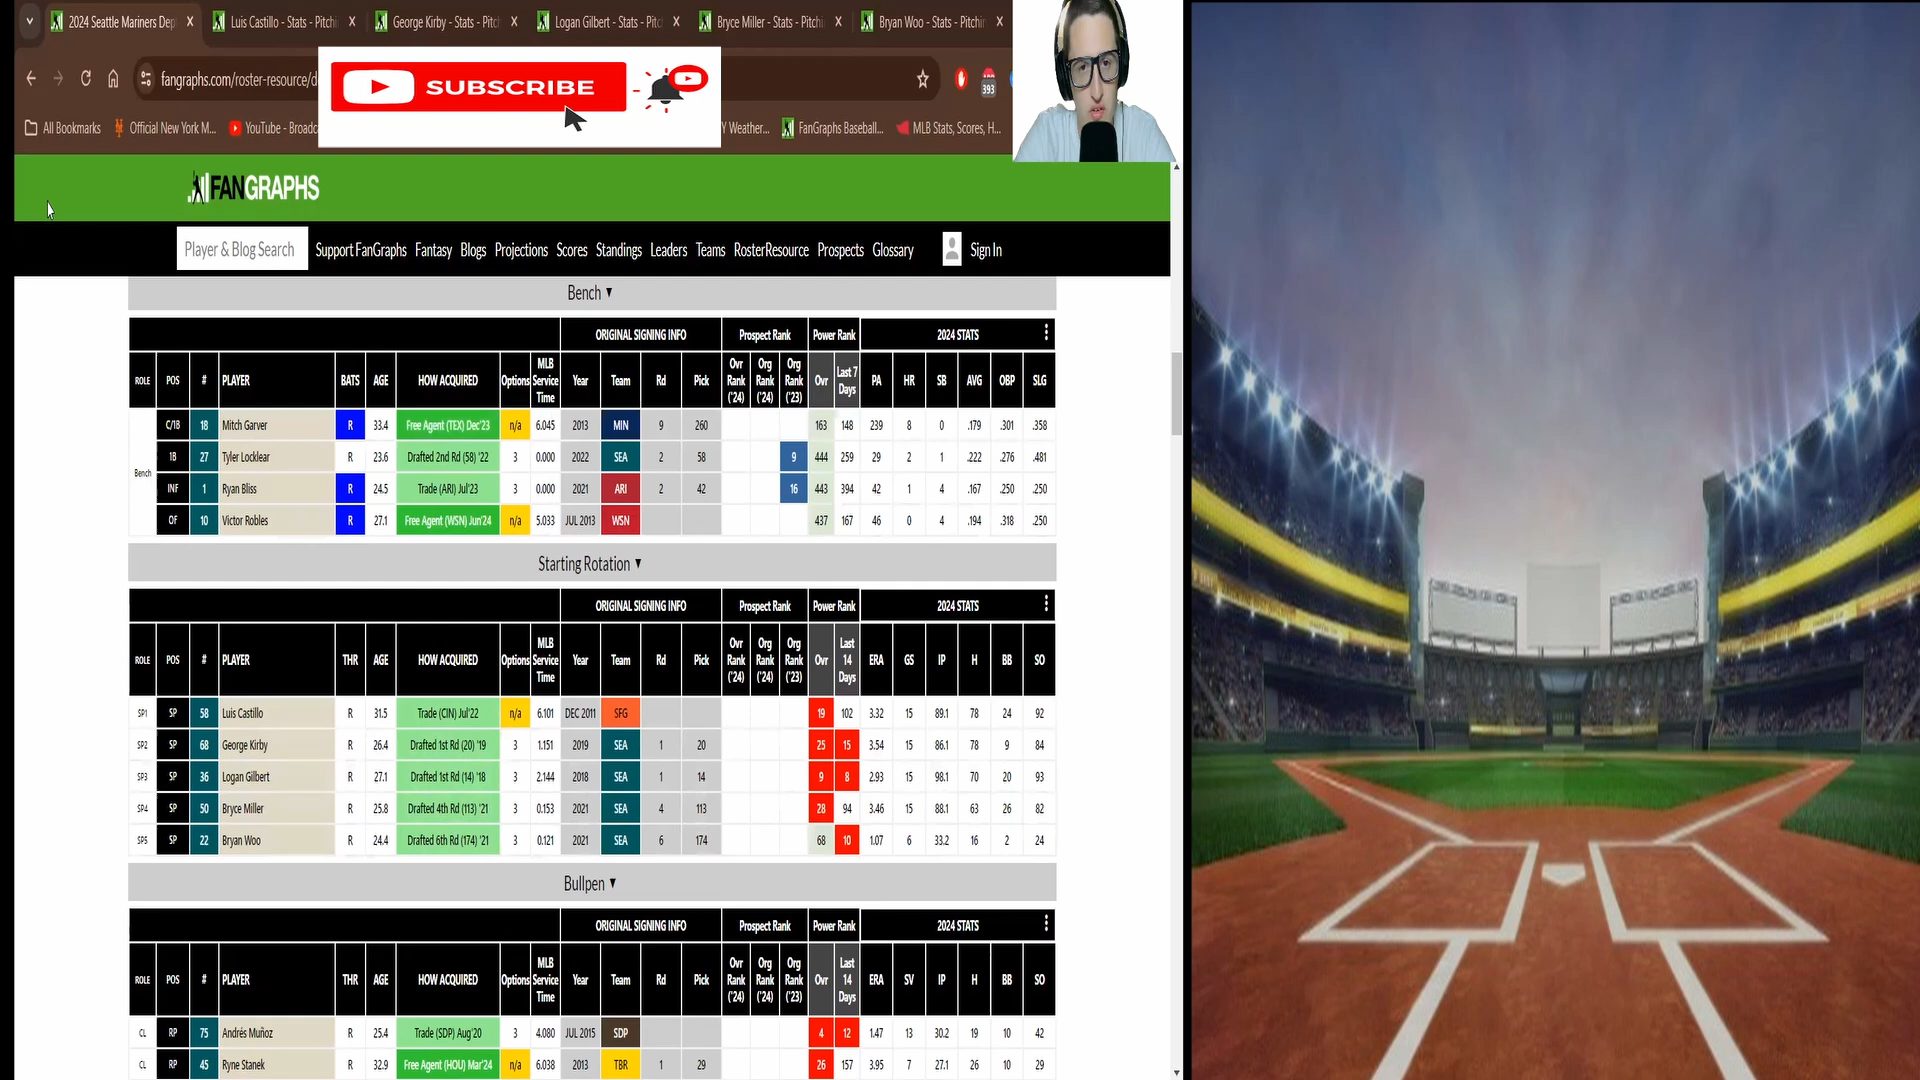 2024 Seattle Mariners Dep
Luis Castillo - Stats - Pitchi
George Kirby - Stats - Pitc
Logan Gilbert - Stats - Pitc
Bryce Miller - Stats - Pitchi
Bryan Woo - Stats - Pitchin
fangraphs.com/roster-resource/d
SUBSCRIBE
393
All Bookmarks
Official New York M...
YouTube - Broadc
Y Weather...
FanGraphs Baseball...
MLB Stats, Scores, H...
FANGRAPHS
Player & Blog Search Support FanGraphs Fantasy Blogs Projections Scores Standings Leaders Teams RosterResource Prospects Glossary Sign In
Bench ▼
ORIGINAL SIGNING INFO Prospect Rank Power Rank 2024 STATS
ROLE POS # PLAYER BATS AGE HOW ACQUIRED Options MLB Service Time Year Team Rd Pick Ovr Rank ('24) Org Rank ('24) Org Rank ('23) Ovr Last 7 Days PA HR SB AVG OBP SLG
Bench
C/1B 18 Mitch Garver R 33.4 Free Agent (TEX) Dec'23 n/a 6.045 2013 MIN 9 260 163 148 239 8 0 .179 .301 .358
1B 27 Tyler Locklear R 23.6 Drafted 2nd Rd (58) '22 3 0.000 2022 SEA 2 58 9 444 259 29 2 1 .222 .276 .481
INF 1 Ryan Bliss R 24.5 Trade (ARI) Jul'23 3 0.000 2021 ARI 2 42 16 443 394 42 1 4 .167 .250 .250
OF 10 Victor Robles R 27.1 Free Agent (WSN) Jun'24 n/a 5.033 JUL 2013 WSN 437 167 46 0 4 .194 .318 .250
Starting Rotation ▼
ORIGINAL SIGNING INFO Prospect Rank Power Rank 2024 STATS
ROLE POS # PLAYER THR AGE HOW ACQUIRED Options MLB Service Time Year Team Rd Pick Ovr Rank ('24) Org Rank ('24) Org Rank ('23) Ovr Last 14 Days ERA GS IP H BB SO
SP1 SP 58 Luis Castillo R 31.5 Trade (CIN) Jul'22 n/a 6.101 DEC 2011 SFG 19 102 3.32 15 89.1 78 24 92
SP2 SP 68 George Kirby R 26.4 Drafted 1st Rd (20) '19 3 1.151 2019 SEA 1 20 25 15 3.54 15 86.1 78 9 84
SP3 SP 36 Logan Gilbert R 27.1 Drafted 1st Rd (14) '18 3 2.144 2018 SEA 1 14 9 8 2.93 15 98.1 70 20 93
SP4 SP 50 Bryce Miller R 25.8 Drafted 4th Rd (113) '21 3 0.153 2021 SEA 4 113 28 94 3.46 15 88.1 63 26 82
SP5 SP 22 Bryan Woo R 24.4 Drafted 6th Rd (174) '21 3 0.121 2021 SEA 6 174 68 10 1.07 6 33.2 16 2 24
Bullpen ▼
ORIGINAL SIGNING INFO Prospect Rank Power Rank 2024 STATS
ROLE POS # PLAYER THR AGE HOW ACQUIRED Options MLB Service Time Year Team Rd Pick Ovr Rank ('24) Org Rank ('24) Org Rank ('23) Ovr Last 14 Days ERA SV IP H BB SO
CL RP 75 Andrés Muñoz R 25.4 Trade (SDP) Aug'20 3 4.080 JUL 2015 SDP 4 12 1.47 13 30.2 19 10 42
CL RP 45 Ryne Stanek R 32.9 Free Agent (HOU) Mar'24 n/a 6.038 2013 TBR 1 29 26 157 3.95 7 27.1 26 10 29